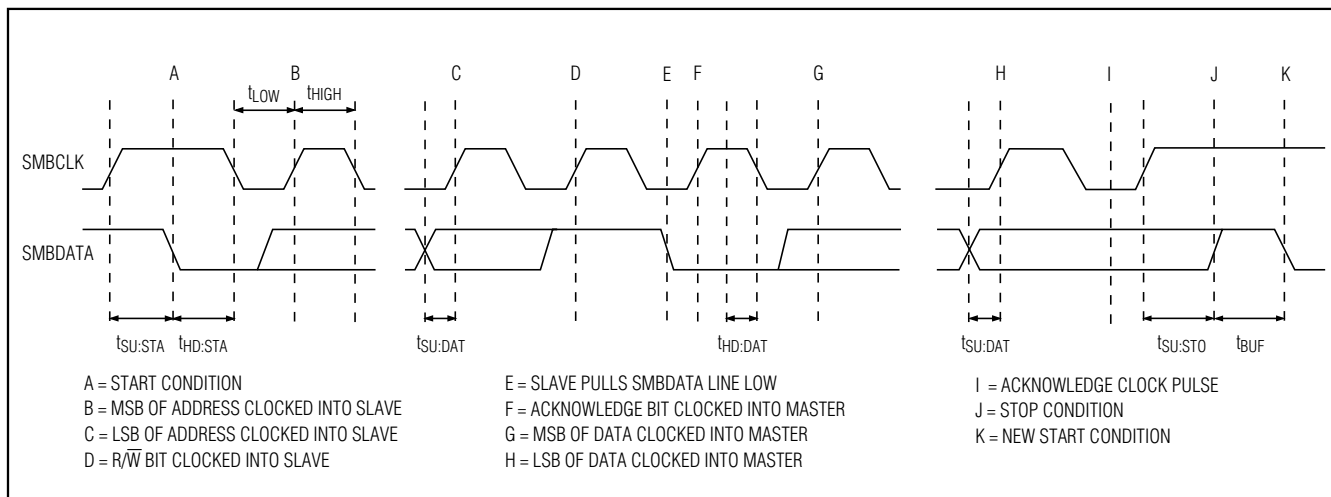 A B C D E F G H I J K
tLOW tHIGH
SMBCLK
SMBDATA
tSU:STA tHD:STA tSU:DAT tHD:DAT tSU:DAT tSU:STO tBUF
A = START CONDITION
B = MSB OF ADDRESS CLOCKED INTO SLAVE
C = LSB OF ADDRESS CLOCKED INTO SLAVE
D = R/W̅ BIT CLOCKED INTO SLAVE
E = SLAVE PULLS SMBDATA LINE LOW
F = ACKNOWLEDGE BIT CLOCKED INTO MASTER
G = MSB OF DATA CLOCKED INTO MASTER
H = LSB OF DATA CLOCKED INTO MASTER
I = ACKNOWLEDGE CLOCK PULSE
J = STOP CONDITION
K = NEW START CONDITION